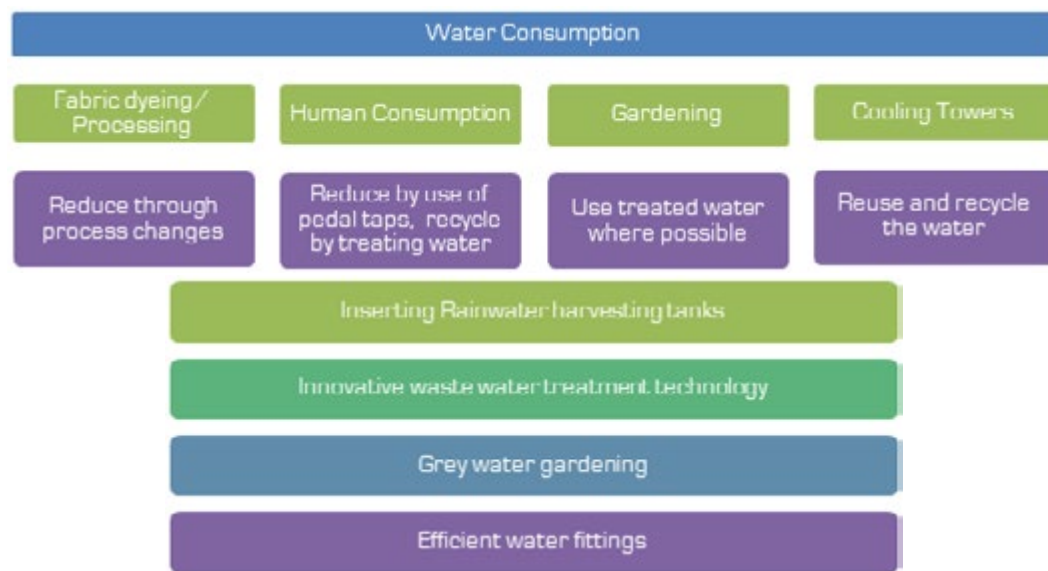 Water Consumption
Fabric dyeing/
Processing
Human Consumption
Gardening
Cooling Towers
Reduce through
process changes
Reduce by use of
pedal taps, recycle
by treating water
Use treated water
where possible
Reuse and recycle
the water
Inserting Rainwater harvesting tanks
Innovative waste water treatment technology
Grey water gardening
Efficient water fittings